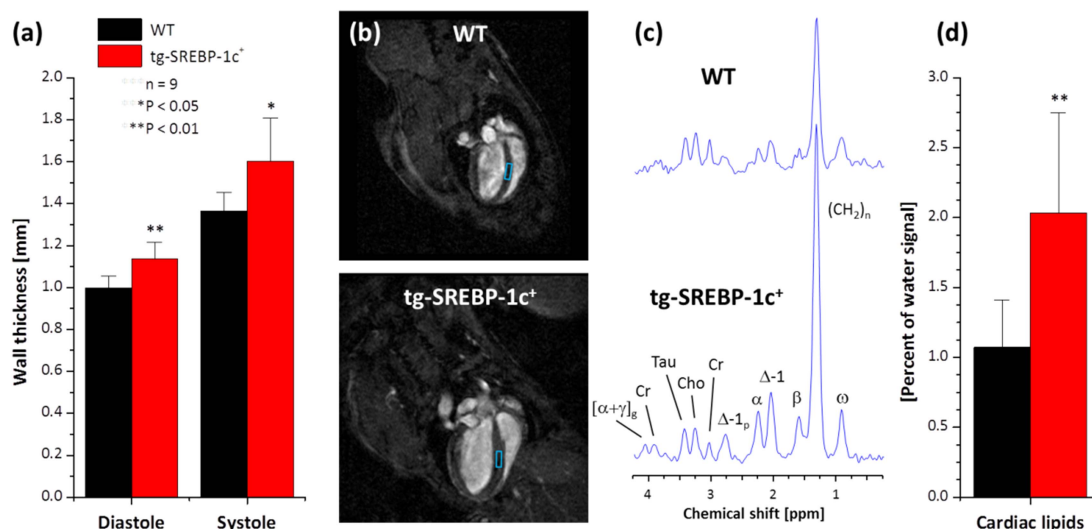 (a)
WT
tg-SREBP-1c⁺
n = 9
*P < 0.05
**P < 0.01
Wall thickness [mm]
2.0
1.8
1.6
1.4
1.2
1.0
0.8
0.6
0.4
0.2
0.0
**
*
Diastole
Systole
(b)
WT
tg-SREBP-1c⁺
(c)
WT
(CH₂)ₙ
tg-SREBP-1c⁺
[α+γ]g
Cr
Tau
Cho
Cr
Δ-1p
α
Δ-1
β
ω
4
3
2
1
Chemical shift [ppm]
(d)
[Percent of water signal]
3.0
2.5
2.0
1.5
1.0
0.5
0.0
**
Cardiac lipids